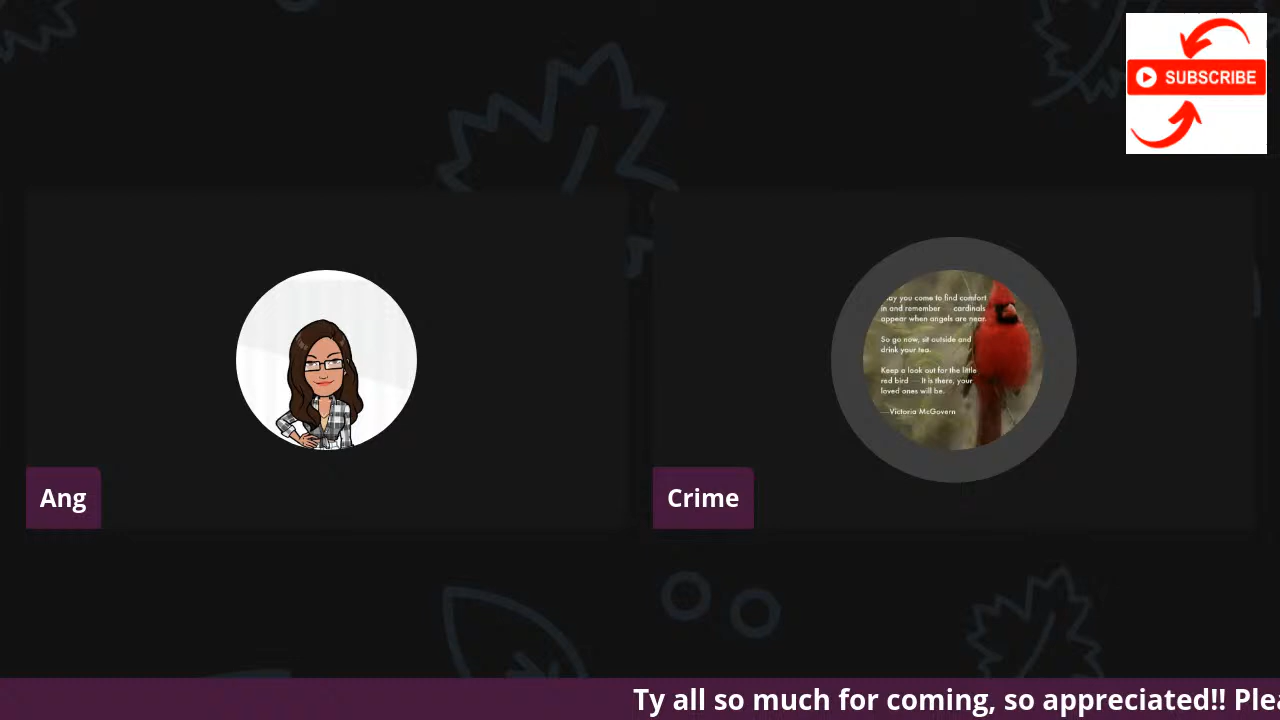 SUBSCRIBE
ay you come to find comfort
in and remember cardinals
appear when angels are near.
So go now, sit outside and
drink your tea.
Keep a look out for the little
red bird — It is there, your
loved ones will be.
—Victoria McGovern
Ang
Crime
Ty all so much for coming, so appreciated!! Plea